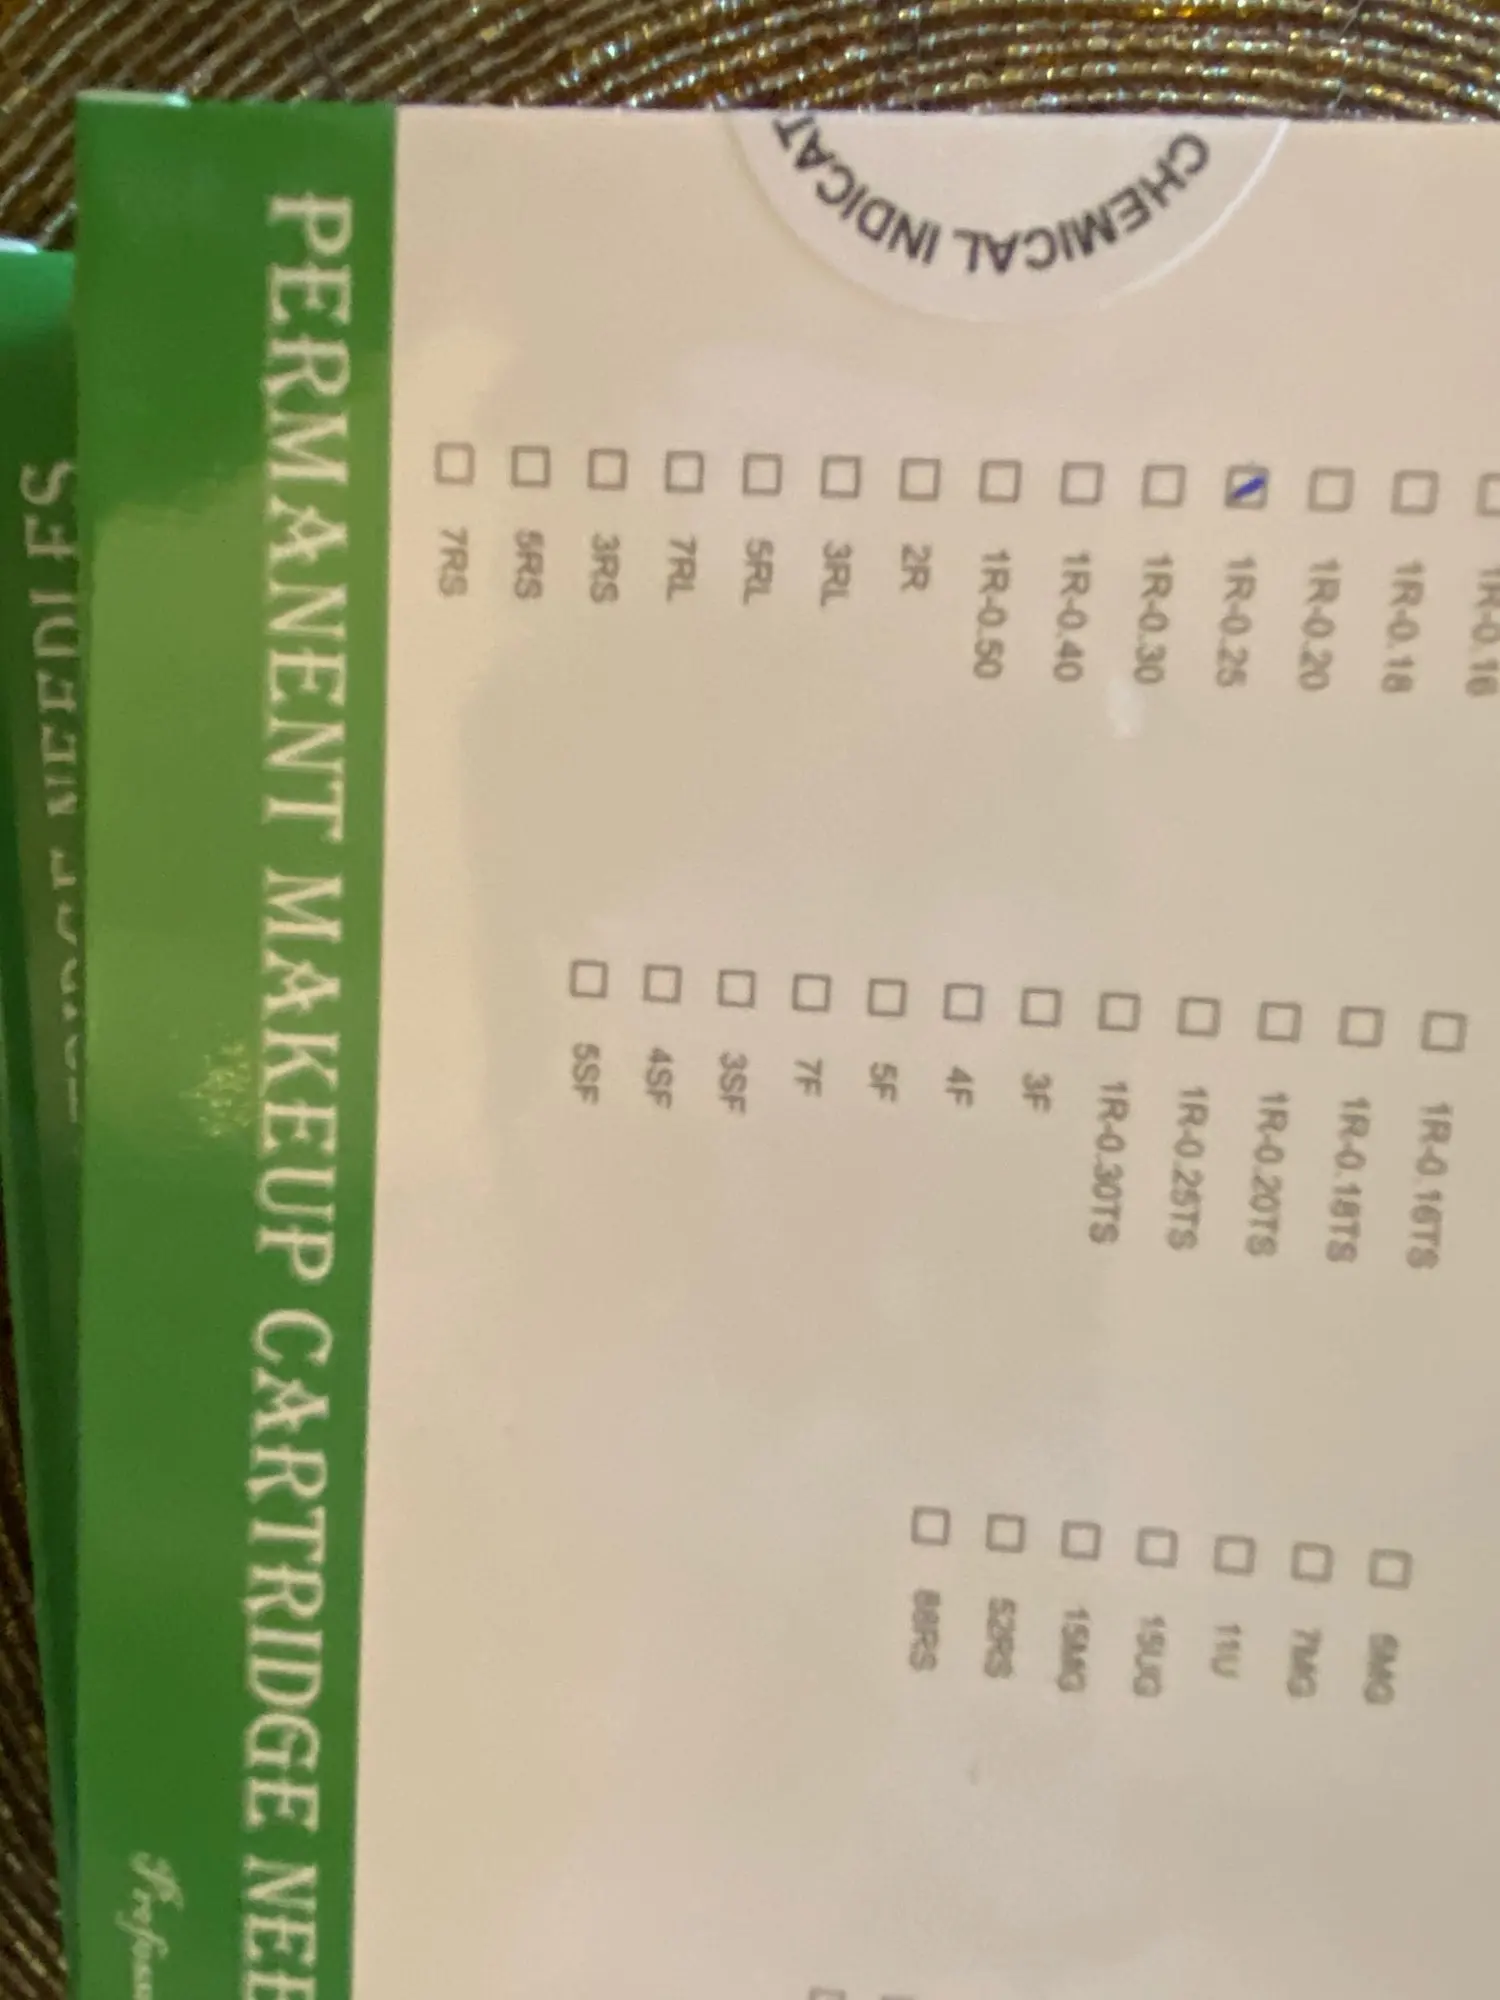 CHEMICAL INDICAT
1R-0.16
1R-0.18
1R-0.20
1R-0.25
1R-0.30
1R-0.40
1R-0.50
2R
3RL
5RL
7RL
3RS
5RS
7RS
1R-0.16TS
1R-0.18TS
1R-0.20TS
1R-0.25TS
1R-0.30TS
3F
4F
5F
7F
3SF
4SF
5SF
7MG
11U
15UG
15MG
52RS
PERMANENT MAKEUP CARTRIDGE NEE
Profess
NEEDLES